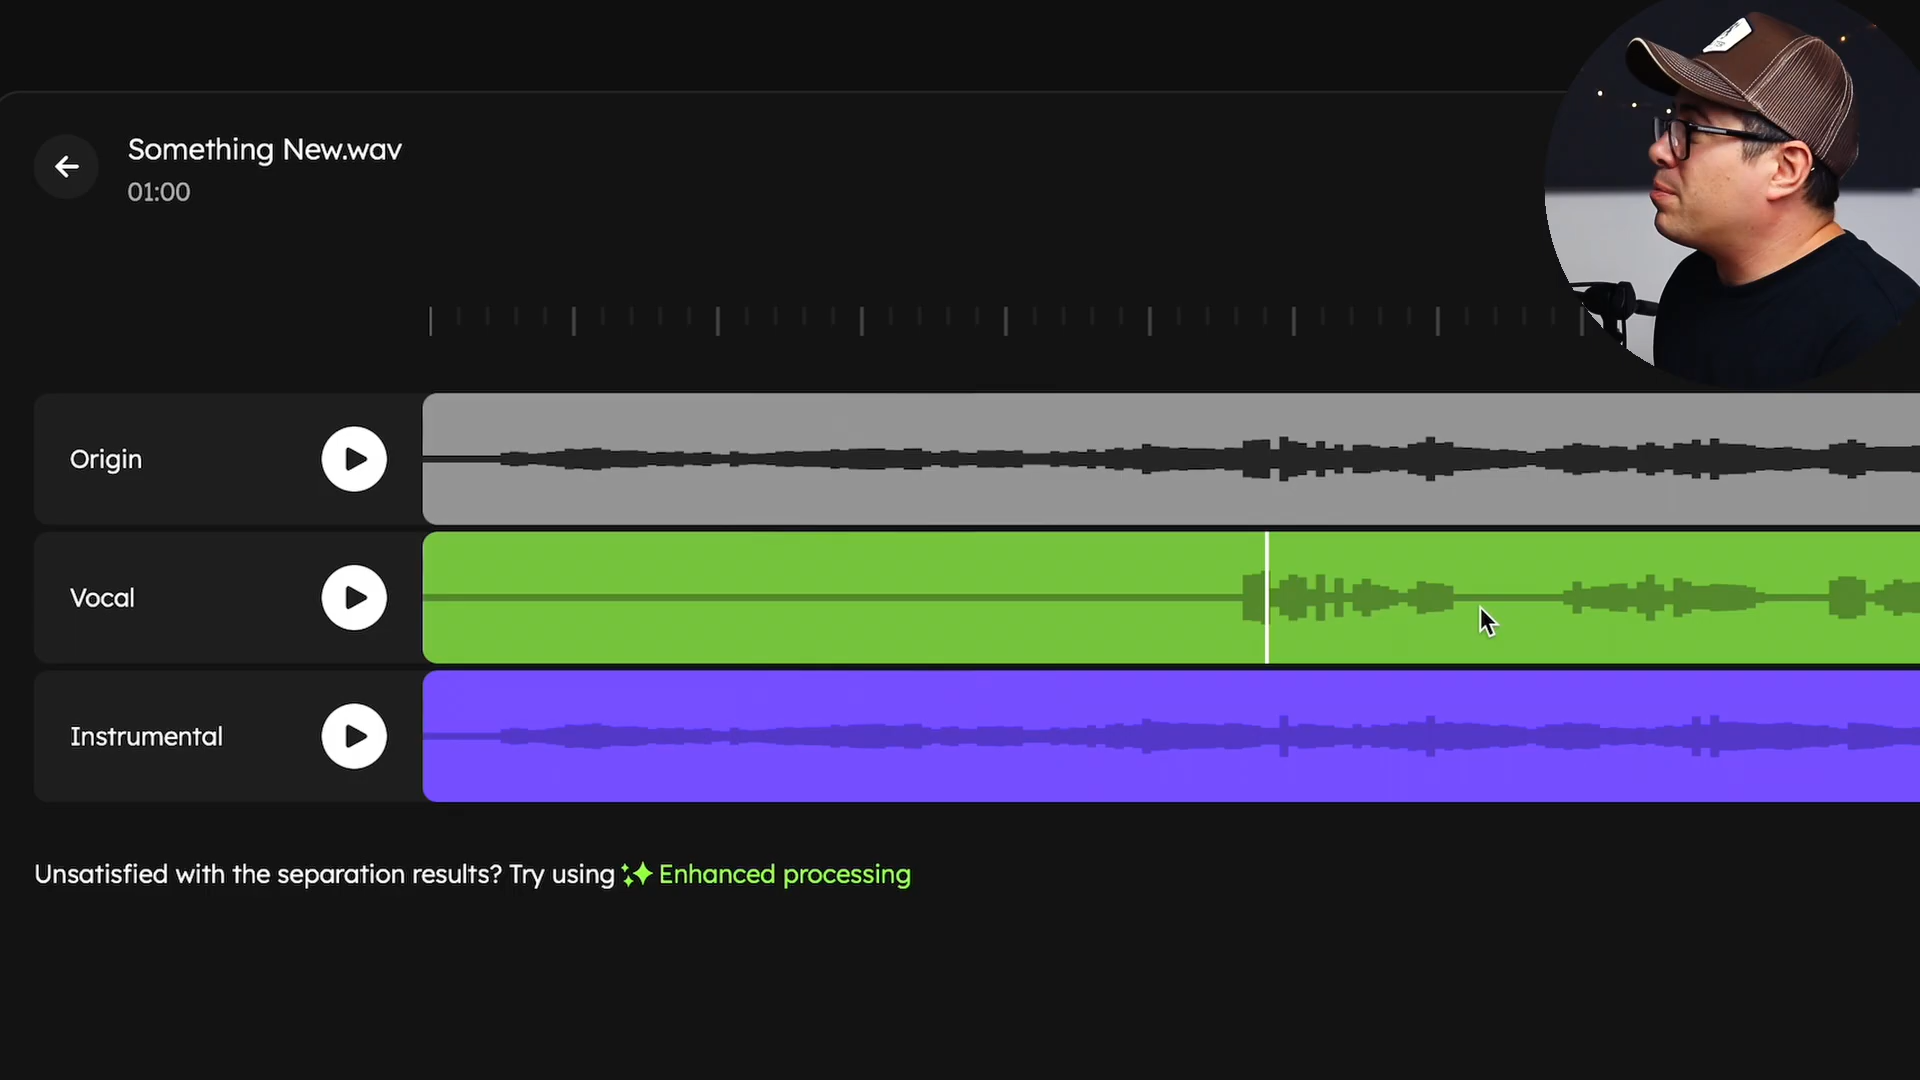 Something New.wav
01:00
Origin
Vocal
Instrumental
Unsatisfied with the separation results? Try using Enhanced processing